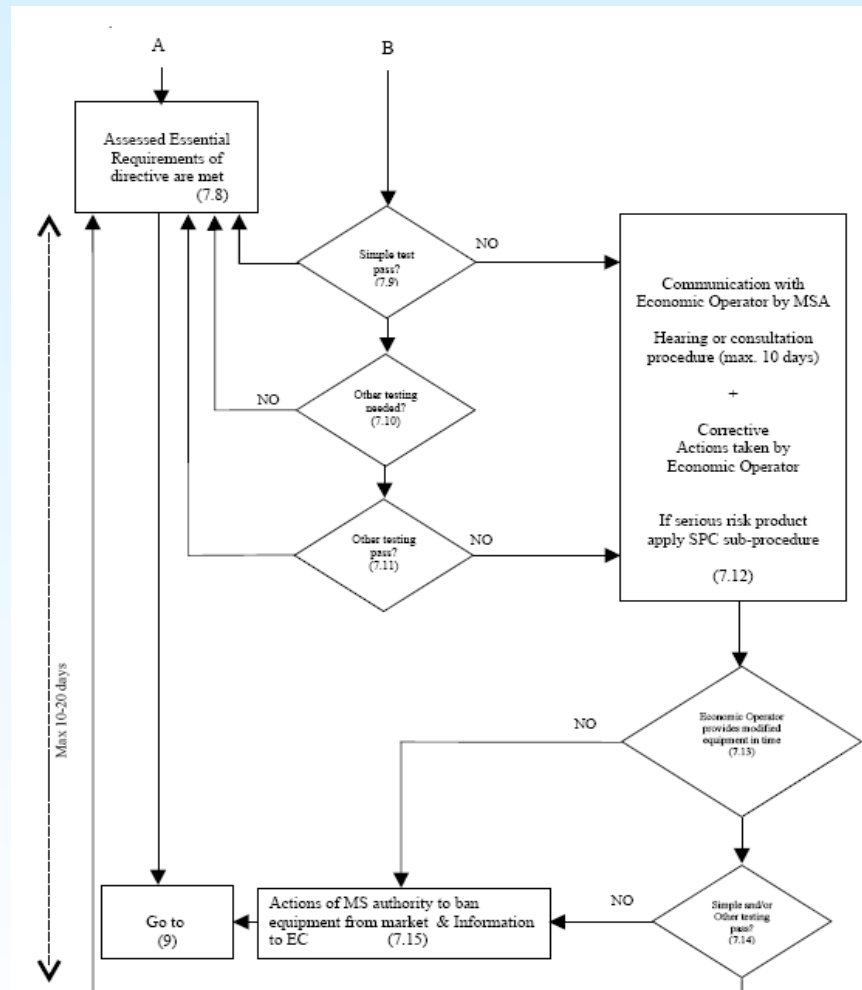 A
B
Assessed Essential
Requirements of
directive are met
(7.8)
Simple test
pass?
(7.9)
NO
Communication with
Economic Operator by MSA
Hearing or consultation
procedure (max. 10 days)
+
Corrective
Actions taken by
Economic Operator
If serious risk product
apply SPC sub-procedure
(7.12)
NO
Other testing
needed?
(7.10)
Other testing
pass?
(7.11)
NO
Max 10-20 days
NO
Economic Operator
provides modified
equipment in time
(7.13)
Go to
(9)
Actions of MS authority to ban
equipment from market & Information
to EC (7.15)
NO
Simple and/or
Other testing
pass?
(7.14)